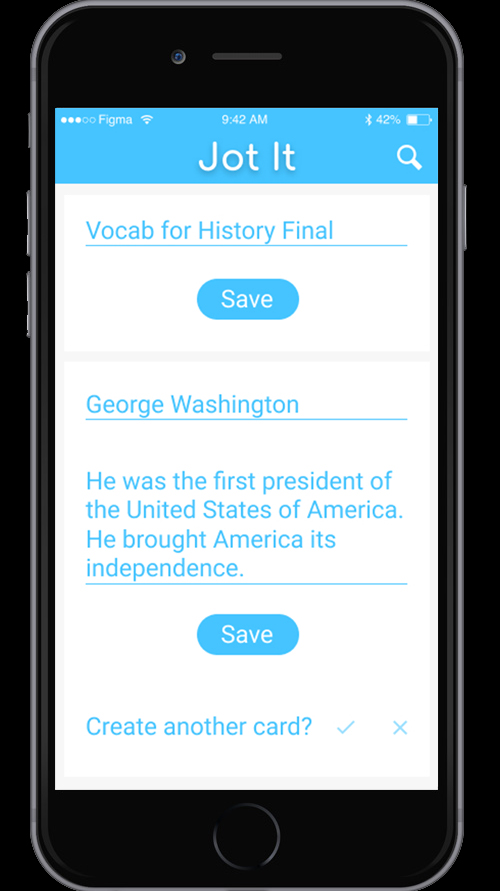 Figma 9:42 AM 42%
Jot It
Vocab for History Final
Save
George Washington
He was the first president of
the United States of America.
He brought America its
independence.
Save
Create another card?